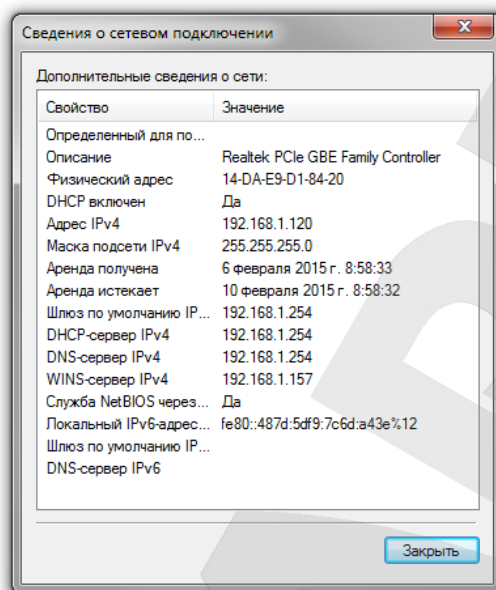 Сведения о сетевом подключении
Дополнительные сведения о сети:
Свойство Значение
Определенный для по...
Описание Realtek PCIe GBE Family Controller
Физический адрес 14-DA-E9-D1-84-20
DHCP включен Да
Адрес IPv4 192.168.1.120
Маска подсети IPv4 255.255.255.0
Аренда получена 6 февраля 2015 г. 8:58:33
Аренда истекает 10 февраля 2015 г. 8:58:32
Шлюз по умолчанию IP... 192.168.1.254
DHCP-сервер IPv4 192.168.1.254
DNS-сервер IPv4 192.168.1.254
WINS-сервер IPv4 192.168.1.157
Служба NetBIOS через... Да
Локальный IPv6-адрес... fe80::487d:5df9:7c6d:a43e%12
Шлюз по умолчанию IP...
DNS-сервер IPv6
Закрыть